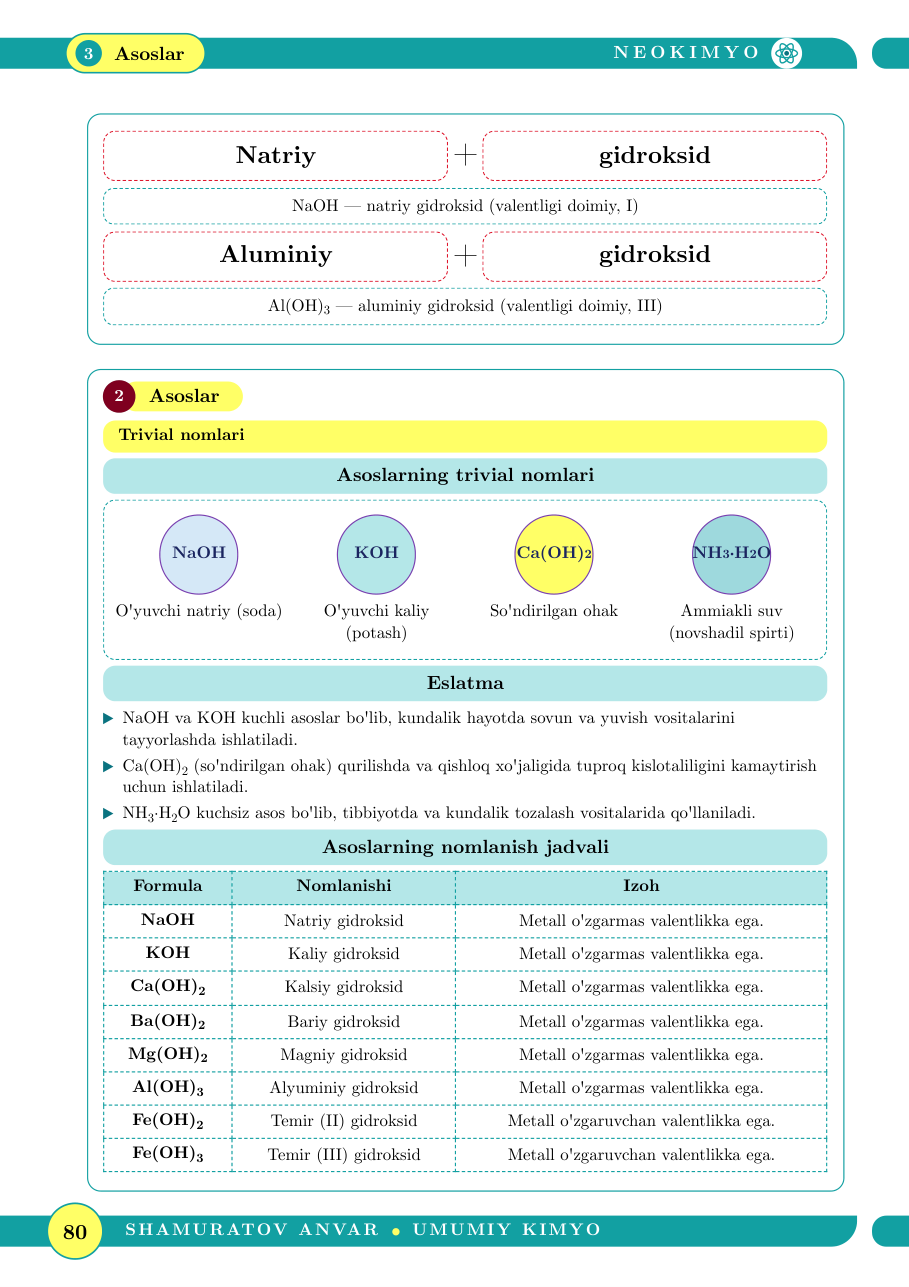 3 Asoslar
NEOKIMYO
Natriy + gidroksid
NaOH — natriy gidroksid (valentligi doimiy, I)
Aluminiy + gidroksid
Al(OH)₃ — aluminiy gidroksid (valentligi doimiy, III)
2 Asoslar
Trivial nomlari
Asoslarning trivial nomlari
NaOH KOH Ca(OH)₂ NH₃·H₂O
O'yuvchi natriy (soda) O'yuvchi kaliy So'ndirilgan ohak Ammiakli suv
(potash) (novshadil spirti)
Eslatma
▶ NaOH va KOH kuchli asoslar bo'lib, kundalik hayotda sovun va yuvish vositalarini
tayyorlashda ishlatiladi.
▶ Ca(OH)₂ (so'ndirilgan ohak) qurilishda va qishloq xo'jaligida tuproq kislotaliligini kamaytirish
uchun ishlatiladi.
▶ NH₃·H₂O kuchsiz asos bo'lib, tibbiyotda va kundalik tozalash vositalarida qo'llaniladi.
Asoslarning nomlanish jadvali
Formula Nomlanishi Izoh
NaOH Natriy gidroksid Metall o'zgarmas valentlikka ega.
KOH Kaliy gidroksid Metall o'zgarmas valentlikka ega.
Ca(OH)₂ Kalsiy gidroksid Metall o'zgarmas valentlikka ega.
Ba(OH)₂ Bariy gidroksid Metall o'zgarmas valentlikka ega.
Mg(OH)₂ Magniy gidroksid Metall o'zgarmas valentlikka ega.
Al(OH)₃ Alyuminiy gidroksid Metall o'zgarmas valentlikka ega.
Fe(OH)₂ Temir (II) gidroksid Metall o'zgaruvchan valentlikka ega.
Fe(OH)₃ Temir (III) gidroksid Metall o'zgaruvchan valentlikka ega.
80 SHAMURATOV ANVAR • UMUMIY KIMYO